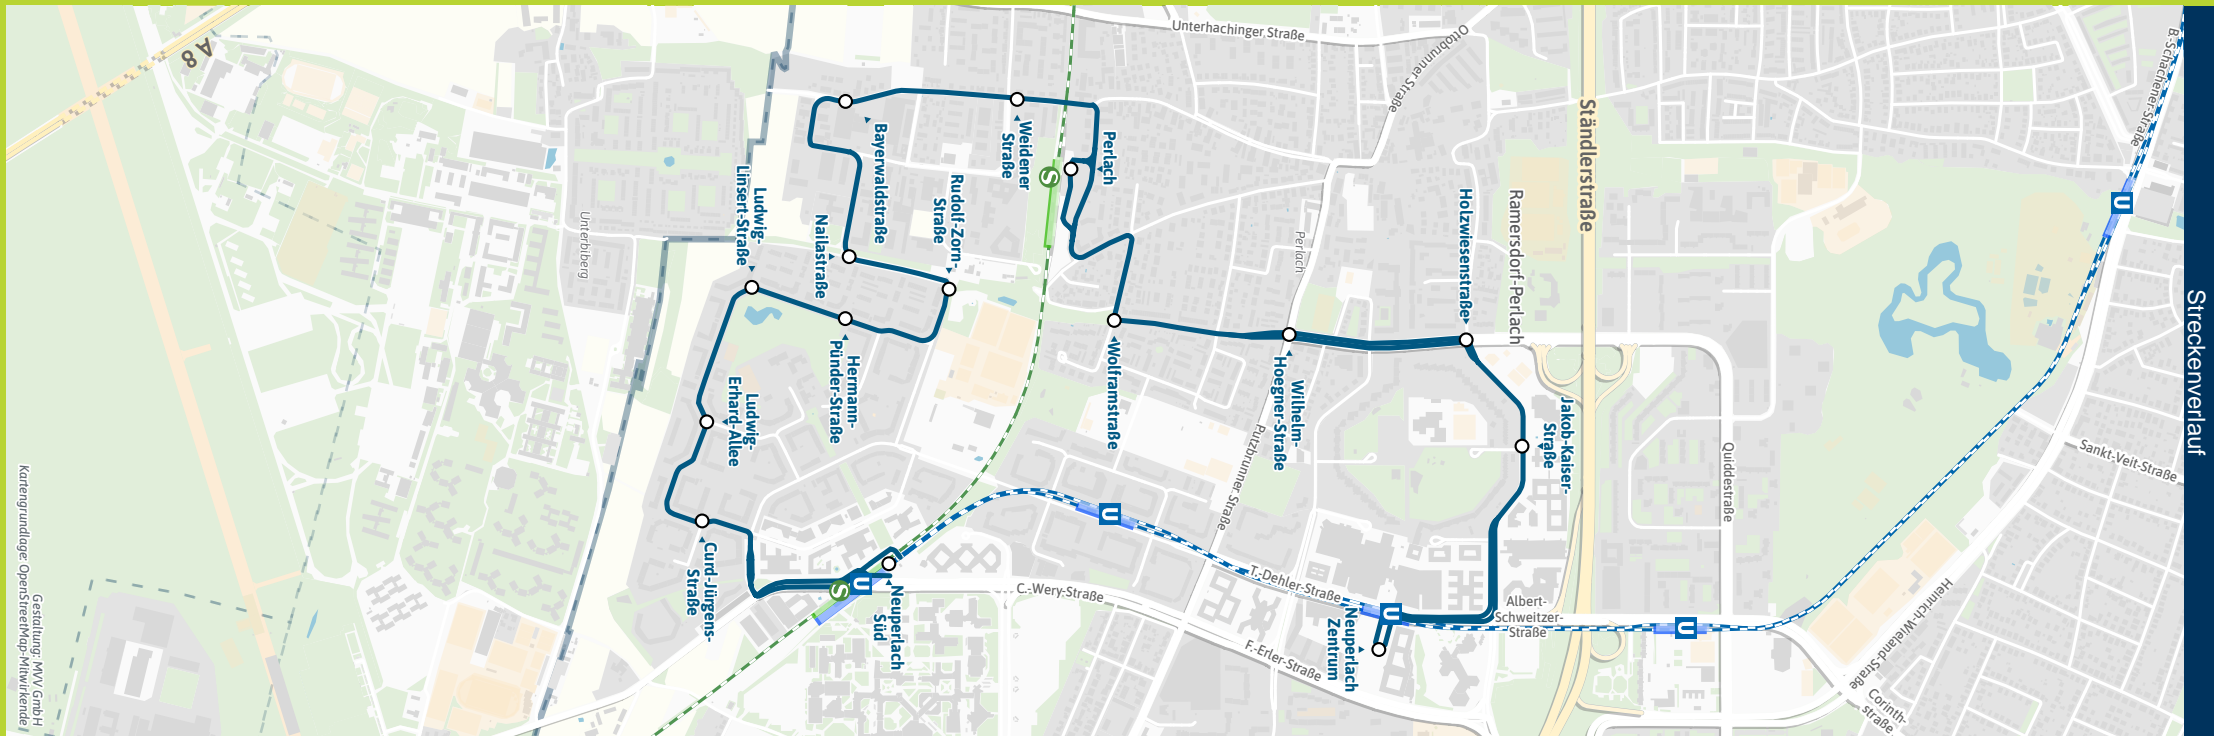 Streckenverlauf
B.-Schachener-Straße
Unterhachinger Straße
Ottobrunner Straße
A 8
Ständlerstraße
Ramersdorf-Perlach
Holzwiesenstraße
Perlach
Weidener
Straße
Bayerwaldstraße
Rudolf-Zorn-
Straße
Nailastraße
Ludwig-
Linsert-Straße
Unterbiberg
Perlach
S
U
Hermann-
Pünder-Straße
Ludwig-
Erhard-Allee
Wolframstraße
Wilhelm-
Hoegner-Straße
Jakob-Kaiser-
Straße
Putzbrunner Straße
Quiddestraße
Sankt-Veit-Straße
U
Curd-Jürgens-
Straße
U
S
Neuperlach
Süd
C.-Wery-Straße
T.-Dehler-Straße
F.-Erler-Straße
U
Neuperlach
Zentrum
Albert-
Schweitzer-
Straße
U
Heinrich-Wieland-Straße
Corinth-
straße
Gestaltung: MVV GmbH
Kartengrundlage: OpenStreetMap-Mitwirkende